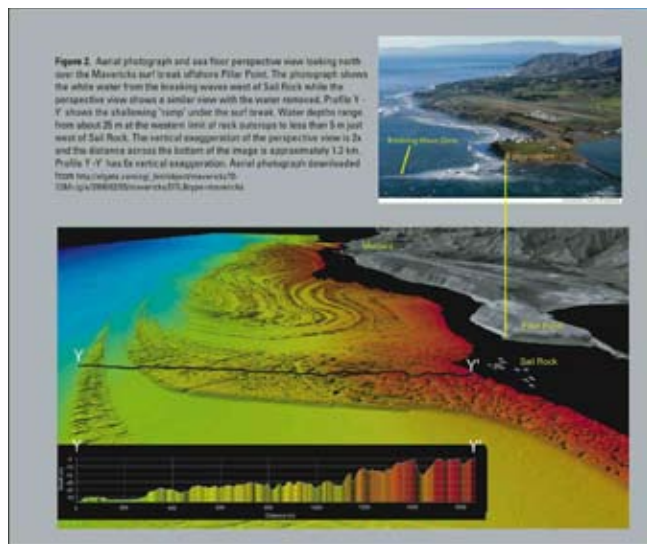 Figure 2. Aerial photograph and sea floor perspective view looking north
over the Mavericks surf break offshore Pillar Point. The photograph shows
the white water from the breaking waves west of Sail Rock while the
perspective view shows a similar view with the water removed. Profile Y -
Y' shows the shallowing 'ramp' under the surf break. Water depths range
from about 25 m at the western limit of rock outcrops to less than 5 m just
west of Sail Rock. The vertical exaggeration of the perspective view is 2x
and the distance across the bottom of the image is approximately 1.2 km.
Profile Y -Y' has 5x vertical exaggeration. Aerial photograph downloaded
from
Breaking Wave Zone
Pillar Point
Sail Rock
Y
Y'
Y
Y'